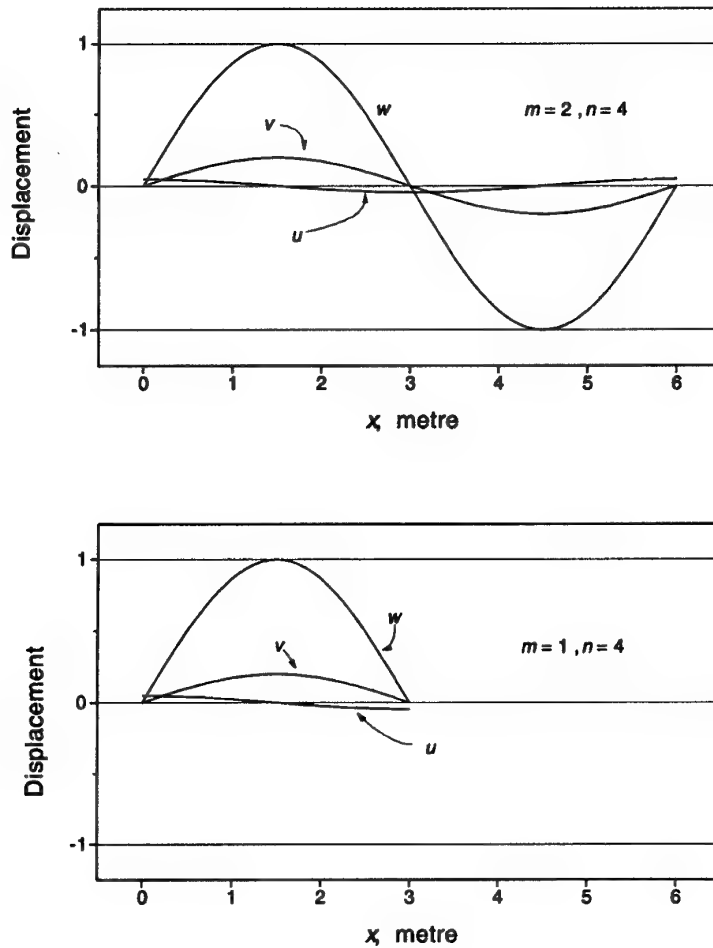 1
w
m = 2 , n = 4
v
Displacement
0
u
-1
0 1 2 3 4 5 6
x, metre
1
w
v
m = 1 , n = 4
Displacement
0
u
-1
0 1 2 3 4 5 6
x, metre